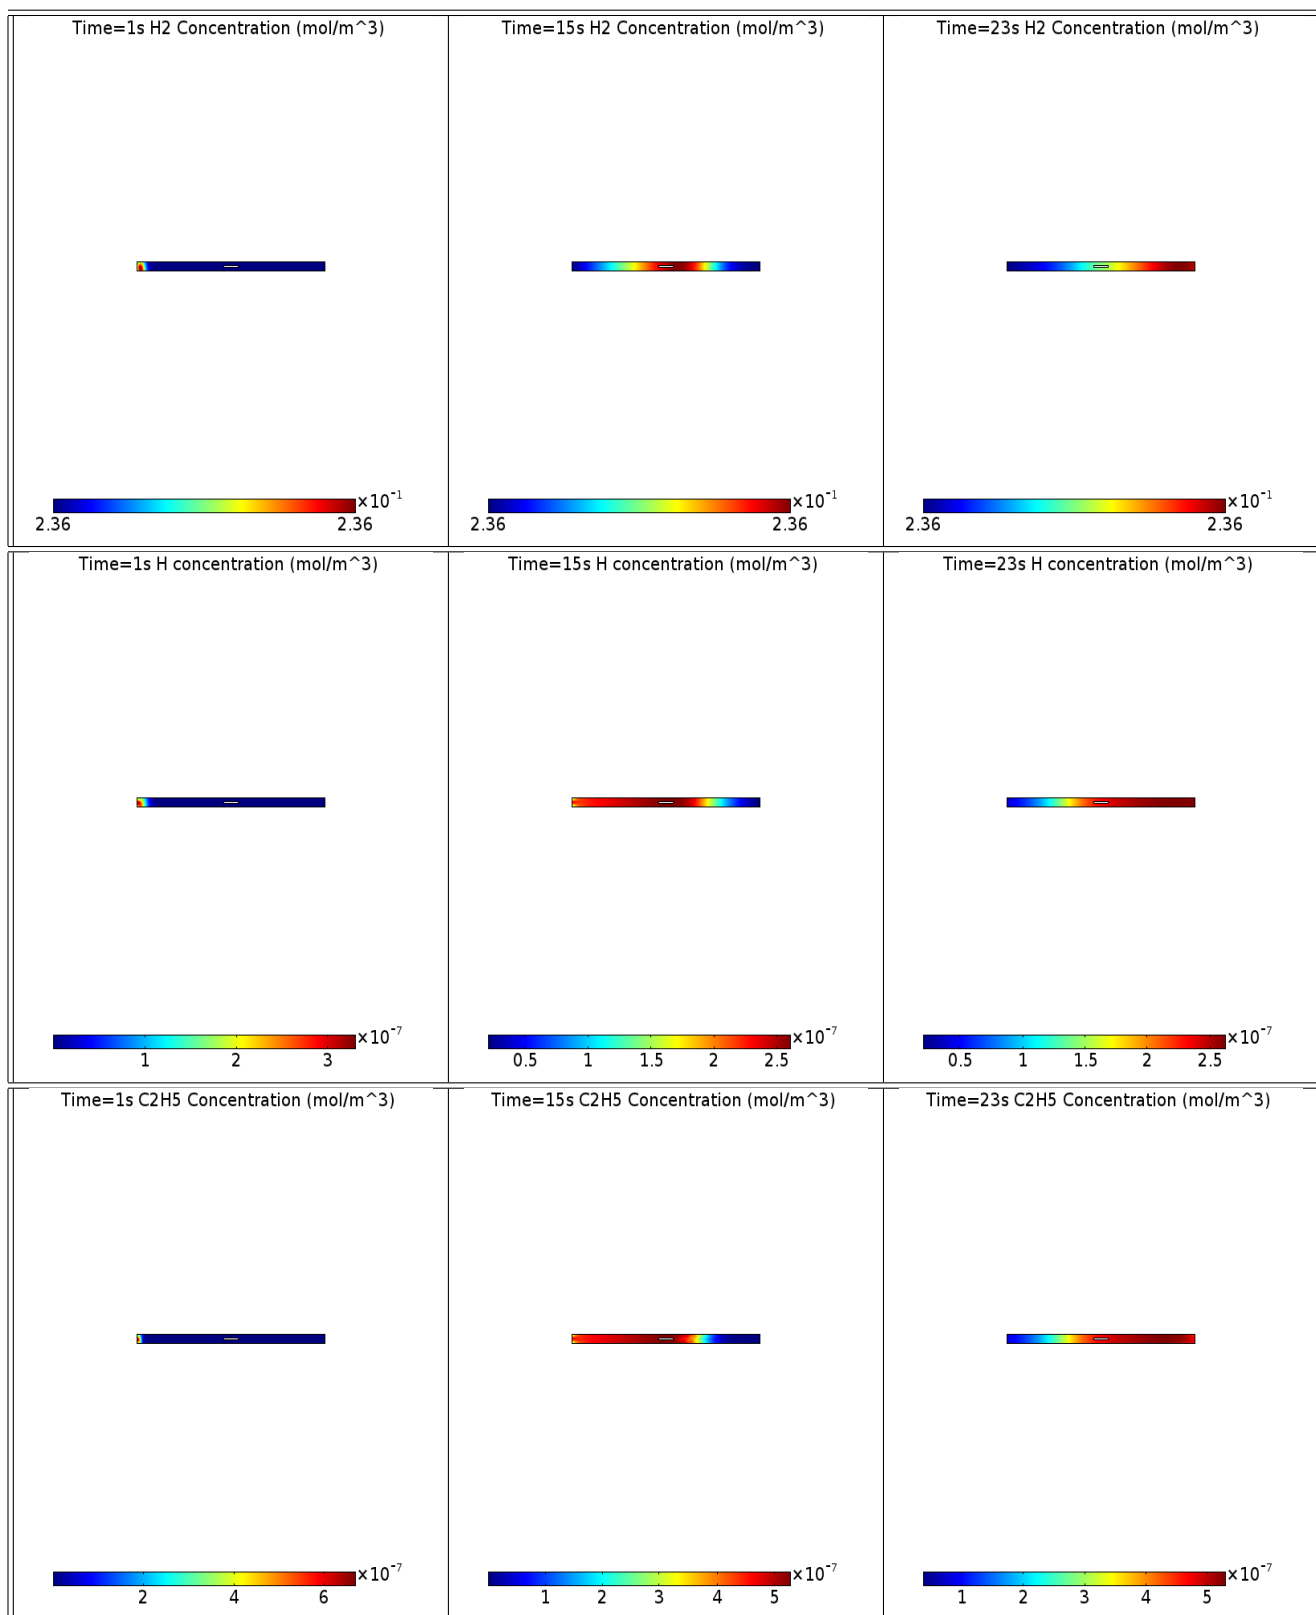 Time=1s H2 Concentration (mol/m^3)
Time=15s H2 Concentration (mol/m^3)
Time=23s H2 Concentration (mol/m^3)
×10⁻¹
2.36 2.36
×10⁻¹
2.36 2.36
×10⁻¹
2.36 2.36
Time=1s H concentration (mol/m^3)
Time=15s H concentration (mol/m^3)
Time=23s H concentration (mol/m^3)
×10⁻⁷
1 2 3
×10⁻⁷
0.5 1 1.5 2 2.5
×10⁻⁷
0.5 1 1.5 2 2.5
Time=1s C2H5 Concentration (mol/m^3)
Time=15s C2H5 Concentration (mol/m^3)
Time=23s C2H5 Concentration (mol/m^3)
×10⁻⁷
2 4 6
×10⁻⁷
1 2 3 4 5
×10⁻⁷
1 2 3 4 5